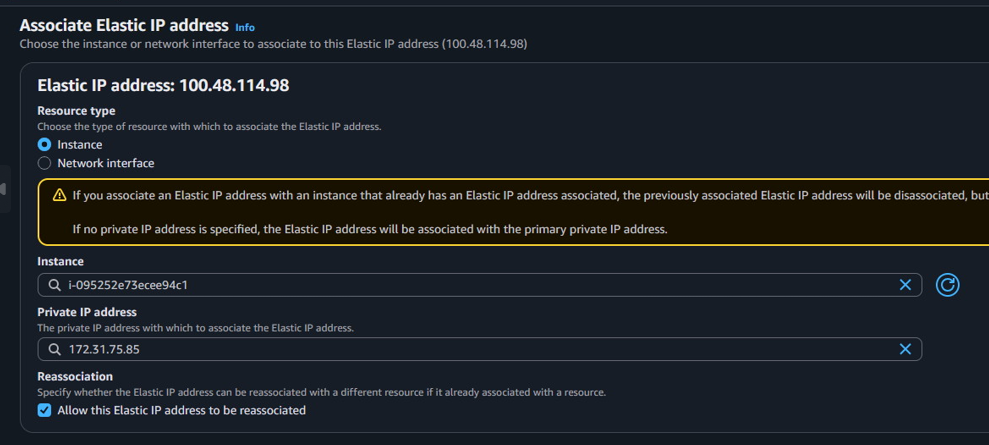 Associate Elastic IP address Info
Choose the instance or network interface to associate to this Elastic IP address (100.48.114.98)
Elastic IP address: 100.48.114.98
Resource type
Choose the type of resource with which to associate the Elastic IP address.
Instance
Network interface
If you associate an Elastic IP address with an instance that already has an Elastic IP address associated, the previously associated Elastic IP address will be disassociated, but
If no private IP address is specified, the Elastic IP address will be associated with the primary private IP address.
Instance
i-095252e73ecee94c1
Private IP address
The private IP address with which to associate the Elastic IP address.
172.31.75.85
Reassociation
Specify whether the Elastic IP address can be reassociated with a different resource if it already associated with a resource.
Allow this Elastic IP address to be reassociated